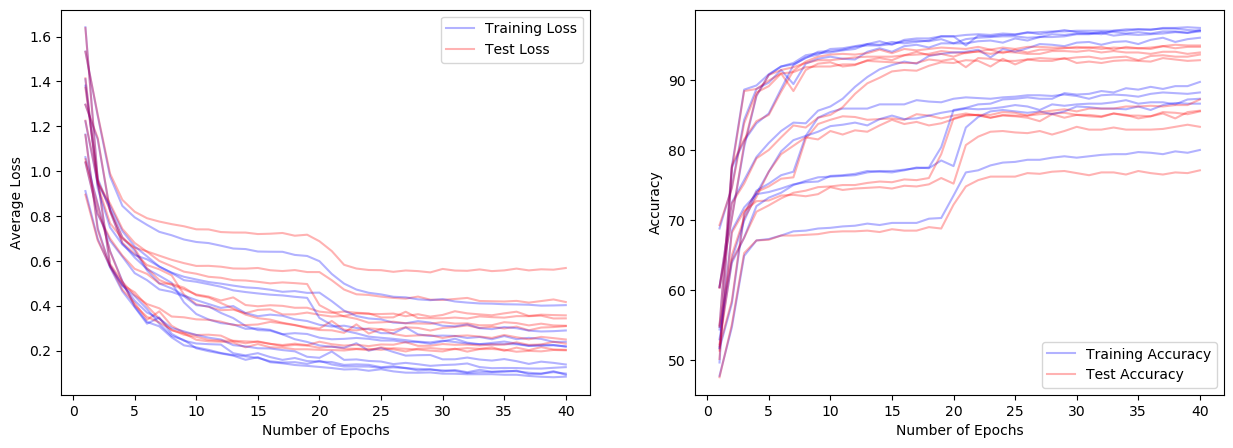 Average Loss
1.6
1.4
1.2
1.0
0.8
0.6
0.4
0.2
0 5 10 15 20 25 30 35 40
Number of Epochs
Training Loss
Test Loss
Accuracy
90
80
70
60
50
0 5 10 15 20 25 30 35 40
Number of Epochs
Training Accuracy
Test Accuracy